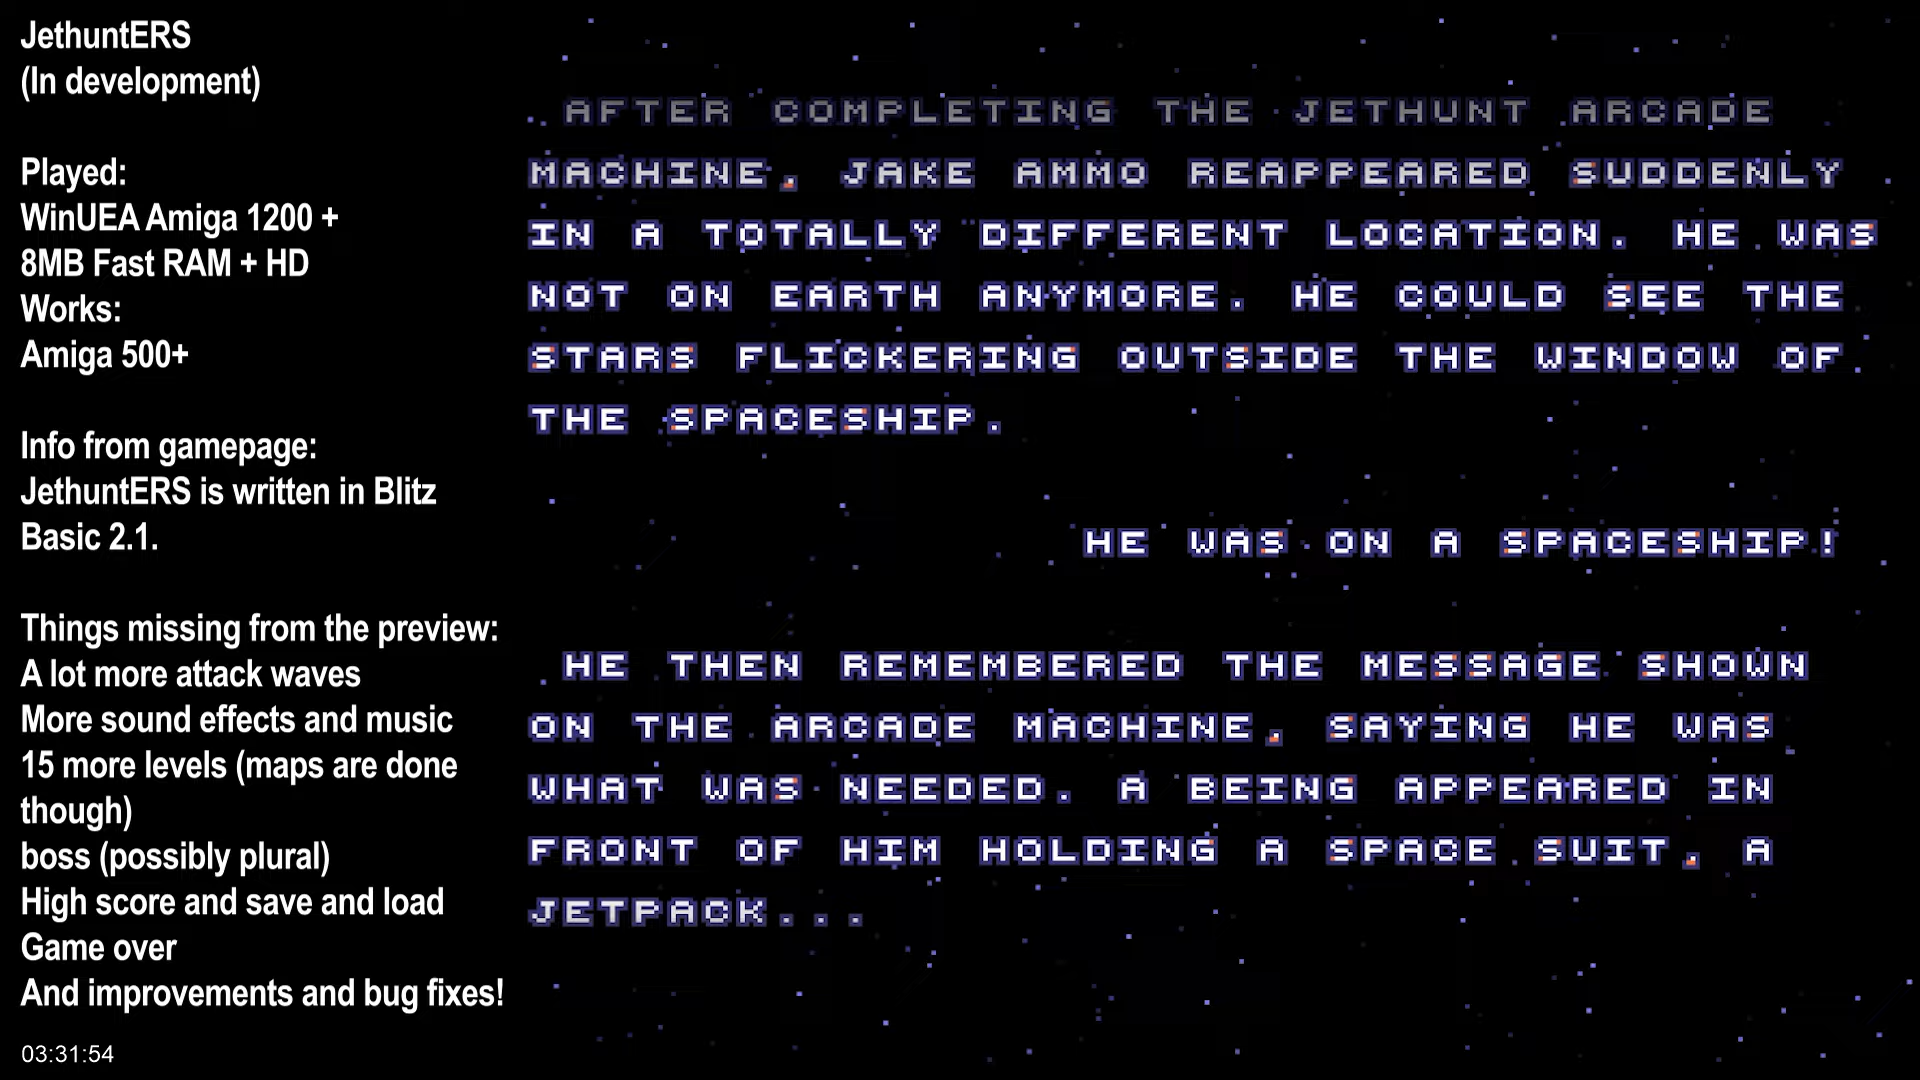 JethuntERS
(In development)
Played:
WinUEA Amiga 1200 +
8MB Fast RAM + HD
Works:
Amiga 500+
Info from gamepage:
JethuntERS is written in Blitz
Basic 2.1.
Things missing from the preview:
A lot more attack waves
More sound effects and music
15 more levels (maps are done
though)
boss (possibly plural)
High score and save and load
Game over
And improvements and bug fixes!
03:31:54
AFTER COMPLETING THE JETHUNT ARCADE
MACHINE, JAKE AMMO REAPPEARED SUDDENLY
IN A TOTALLY DIFFERENT LOCATION. HE WAS
NOT ON EARTH ANYMORE. HE COULD SEE THE
STARS FLICKERING OUTSIDE THE WINDOW OF
THE SPACESHIP.
HE WAS ON A SPACESHIP!
HE THEN REMEMBERED THE MESSAGE SHOWN
ON THE ARCADE MACHINE, SAYING HE WAS
WHAT WAS NEEDED. A BEING APPEARED IN
FRONT OF HIM HOLDING A SPACE SUIT, A
JETPACK...